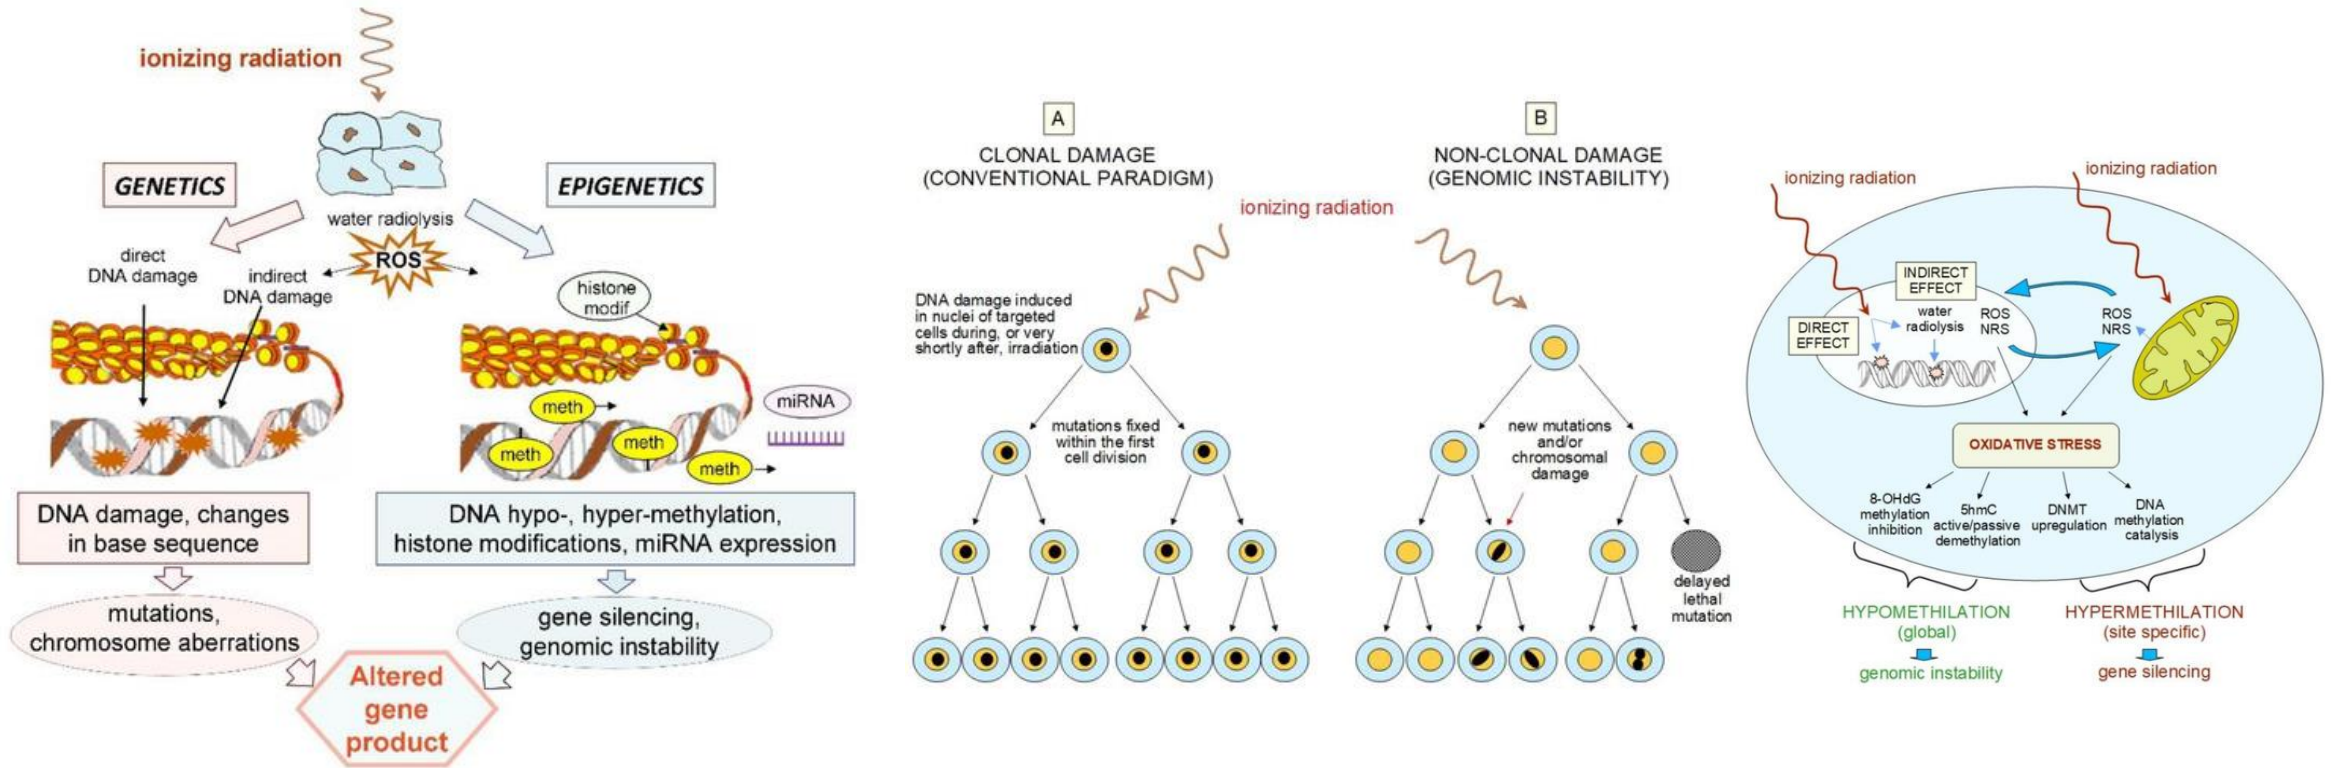 ionizing radiation
GENETICS
EPIGENETICS
water radiolysis
ROS
direct
DNA damage
indirect
DNA damage
histone
modif
meth
meth
meth
meth
miRNA
DNA damage, changes
in base sequence
DNA hypo-, hyper-methylation,
histone modifications, miRNA expression
mutations,
chromosome aberrations
gene silencing,
genomic instability
Altered
gene
product
A
CLONAL DAMAGE
(CONVENTIONAL PARADIGM)
B
NON-CLONAL DAMAGE
(GENOMIC INSTABILITY)
ionizing radiation
DNA damage induced
in nuclei of targeted
cells during, or very
shortly after, irradiation
mutations fixed
within the first
cell division
new mutations
and/or
chromosomal
damage
delayed
lethal
mutation
ionizing radiation
ionizing radiation
INDIRECT
EFFECT
DIRECT
EFFECT
water
radiolysis
ROS
NRS
ROS
NRS
OXIDATIVE STRESS
8-OHdG
methylation
inhibition
5hmC
active/passive
demethylation
DNMT
upregulation
DNA
methylation
catalysis
HYPOMETHILATION
(global)
genomic instability
HYPERMETHILATION
(site specific)
gene silencing